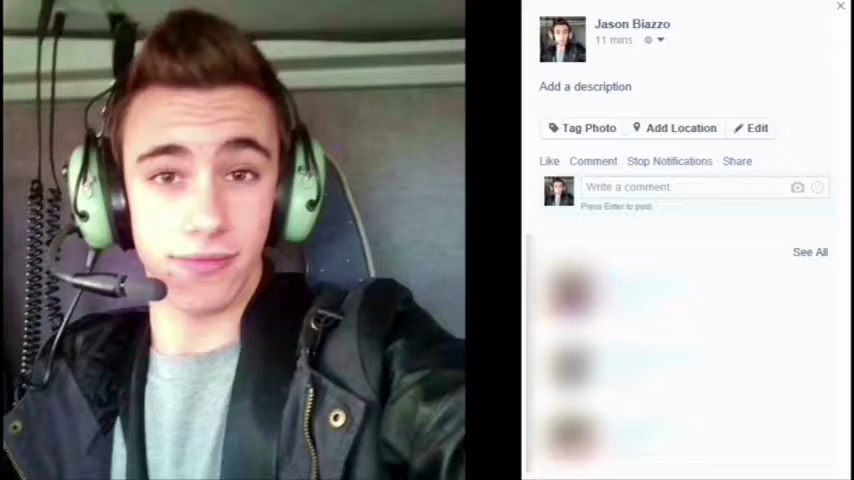 Jason Biazzo
11 mins
Add a description
Tag Photo Add Location Edit
Like Comment Stop Notifications Share
Write a comment
Press Enter to post.
See All